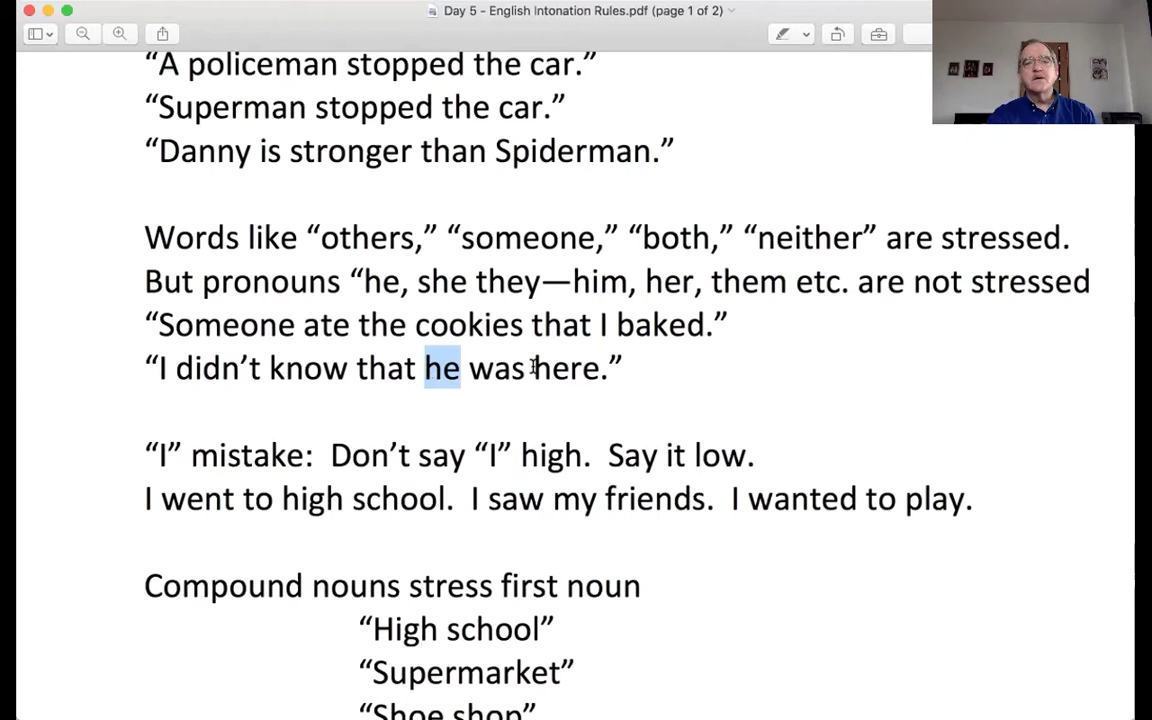 Day 5 - English Intonation Rules.pdf (page 1 of 2)
“A policeman stopped the car.”
“Superman stopped the car.”
“Danny is stronger than Spiderman.”
Words like “others,” “someone,” “both,” “neither” are stressed.
But pronouns “he, she they—him, her, them etc. are not stressed
“Someone ate the cookies that I baked.”
“I didn’t know that he was here.”
“I” mistake:  Don’t say “I” high.  Say it low.
I went to high school.  I saw my friends.  I wanted to play.
Compound nouns stress first noun
“High school”
“Supermarket”
“Shoe shop”